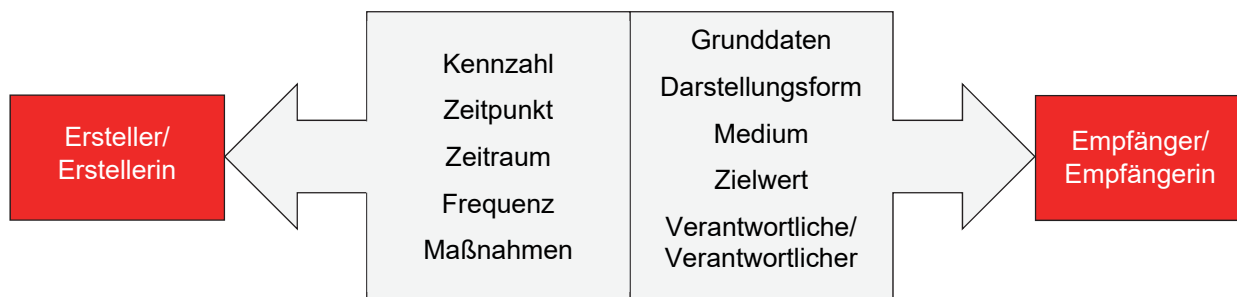 Ersteller/
Erstellerin
Kennzahl
Zeitpunkt
Zeitraum
Frequenz
Maßnahmen
Grunddaten
Darstellungsform
Medium
Zielwert
Verantwortliche/
Verantwortlicher
Empfänger/
Empfängerin